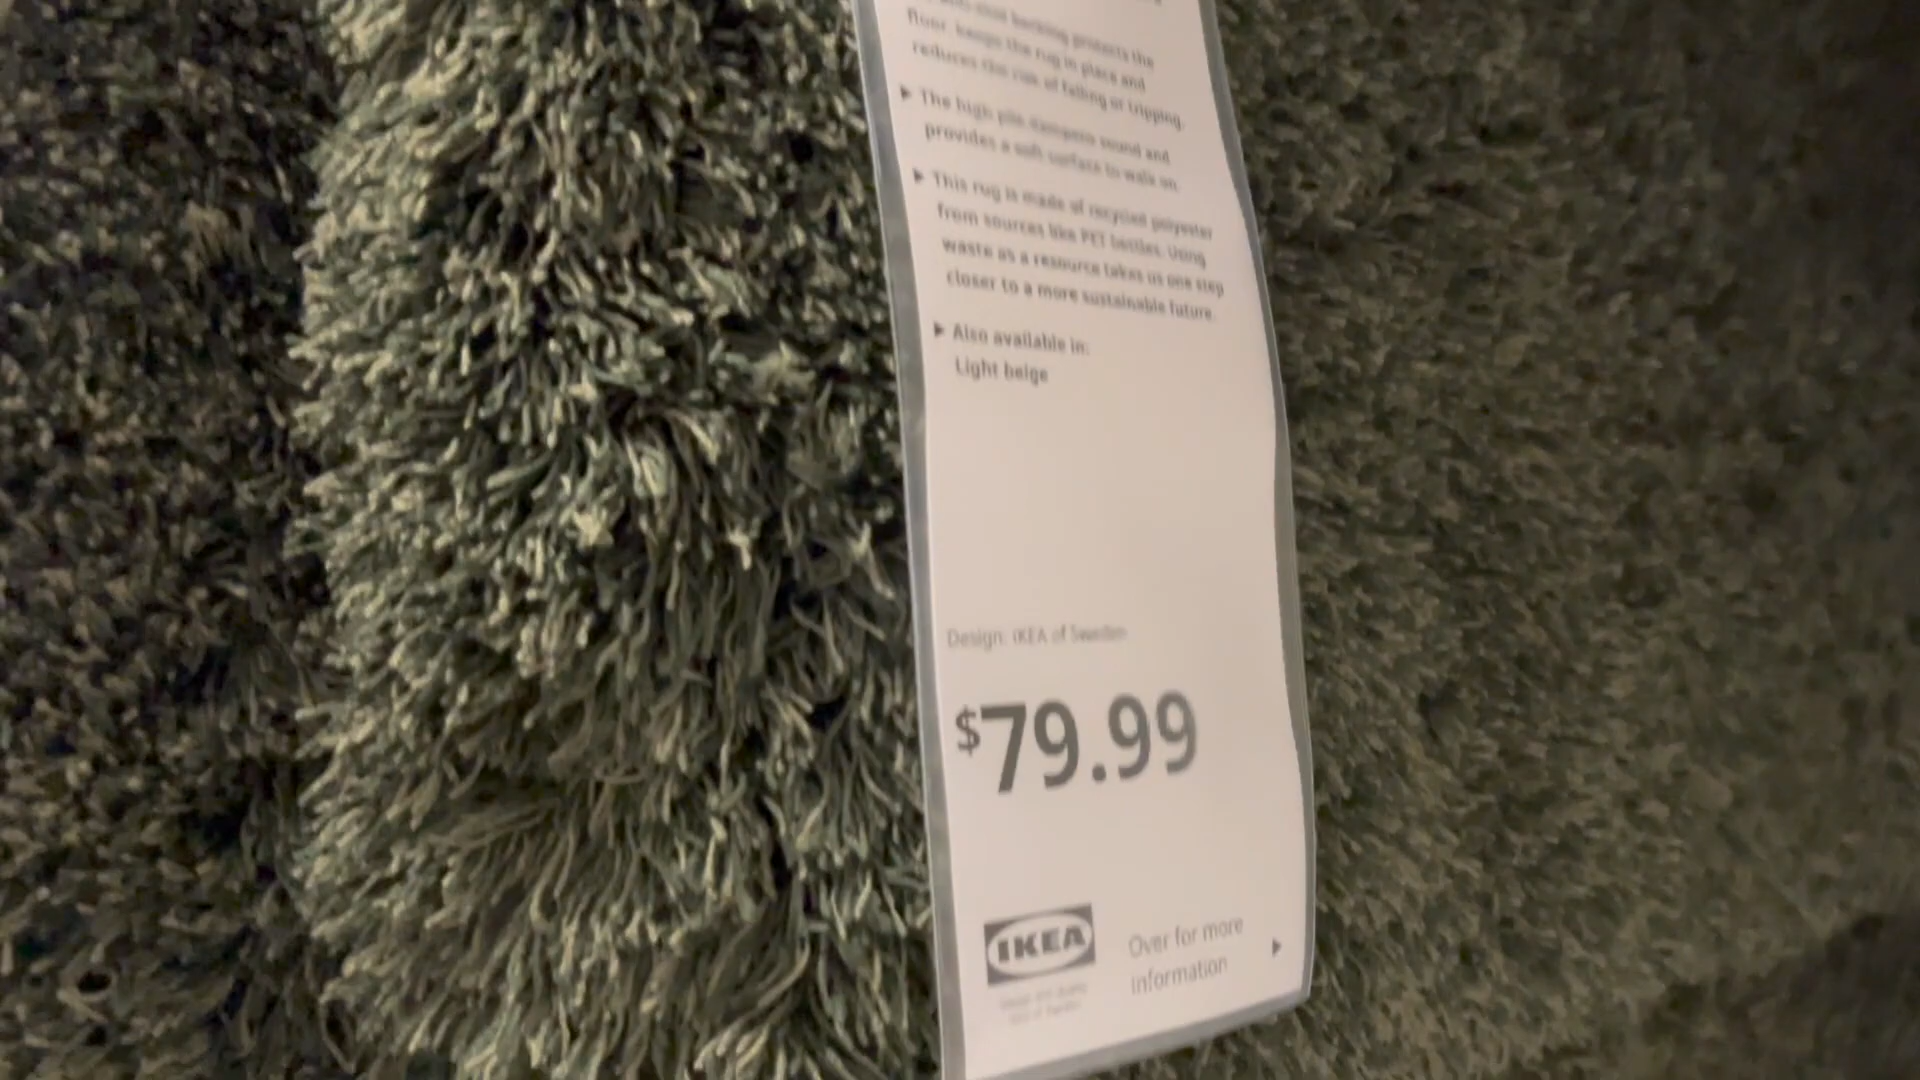 backing protects the
floor, keeps the rug in place and
reduces the risk of falling or tripping.
▶ The high pile dampens sound and
provides a soft surface to walk on.
▶ This rug is made of recycled polyester
from sources like PET bottles. Using
waste as a resource takes us one step
closer to a more sustainable future.
▶ Also available in:
Light beige
Design: IKEA of Sweden
$79.99
IKEA
Over for more
information ▶